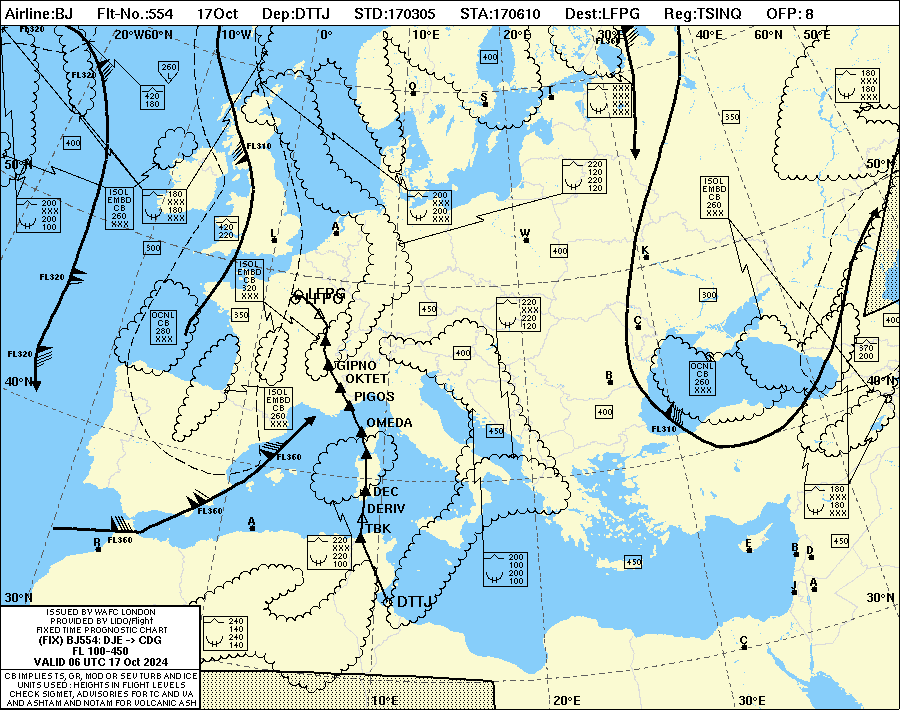 Airline:BJ Flt-No.:554 17Oct Dep:DTTJ STD:170305 STA:170610 Dest:LFPG Reg:TSINQ OFP: 8
20°W60°N 10°W 0° 10°E 20°E 30°E 40°E 60°N 50°E
FL320
FL360
FL320
260
420
180
400
180
XXX
XXX
XXX
XXX
XXX
350
180
XXX
180
O
S
T
400
FL310
50°N
50°N
220
120
220
120
ISOL
EMBD
CB
260
XXX
180
XXX
180
XXX
200
XXX
200
100
200
XXX
200
XXX
ISOL
EMBD
CB
260
XXX
420
220
L
A
W
300
400
K
FL320
ISOL
EMBD
CB
320
XXX
LFPG
LFPO
300
OCNL
CB
280
XXX
350
450
220
XXX
220
120
C
400
FL320
400
370
200
GIPNO
OKTET
PIGOS
40°N
40°N
B
OCNL
CB
260
XXX
ISOL
EMBD
CB
260
XXX
400
OMEDA
450
FL310
FL360
DEC
DERIV
TBK
FL360
FL360
A
R
180
XXX
180
180
450
220
XXX
220
100
200
100
200
100
450
E
B
D
J
A
30°N
30°N
DTTJ
240
140
240
140
C
ISSUED BY WAFC LONDON
PROVIDED BY LIDO/Flight
FIXED TIME PROGNOSTIC CHART
(FIX) BJ554: DJE -> CDG
FL 100-450
VALID 06 UTC 17 Oct 2024
CB IMPLIES TS, GR, MOD OR SEV TURB AND ICE
UNITS USED : HEIGHTS IN FLIGHT LEVELS
CHECK SIGMET, ADVISORIES FOR TC AND VA
AND ASHTAM AND NOTAM FOR VOLCANIC ASH
10°E 20°E 30°E